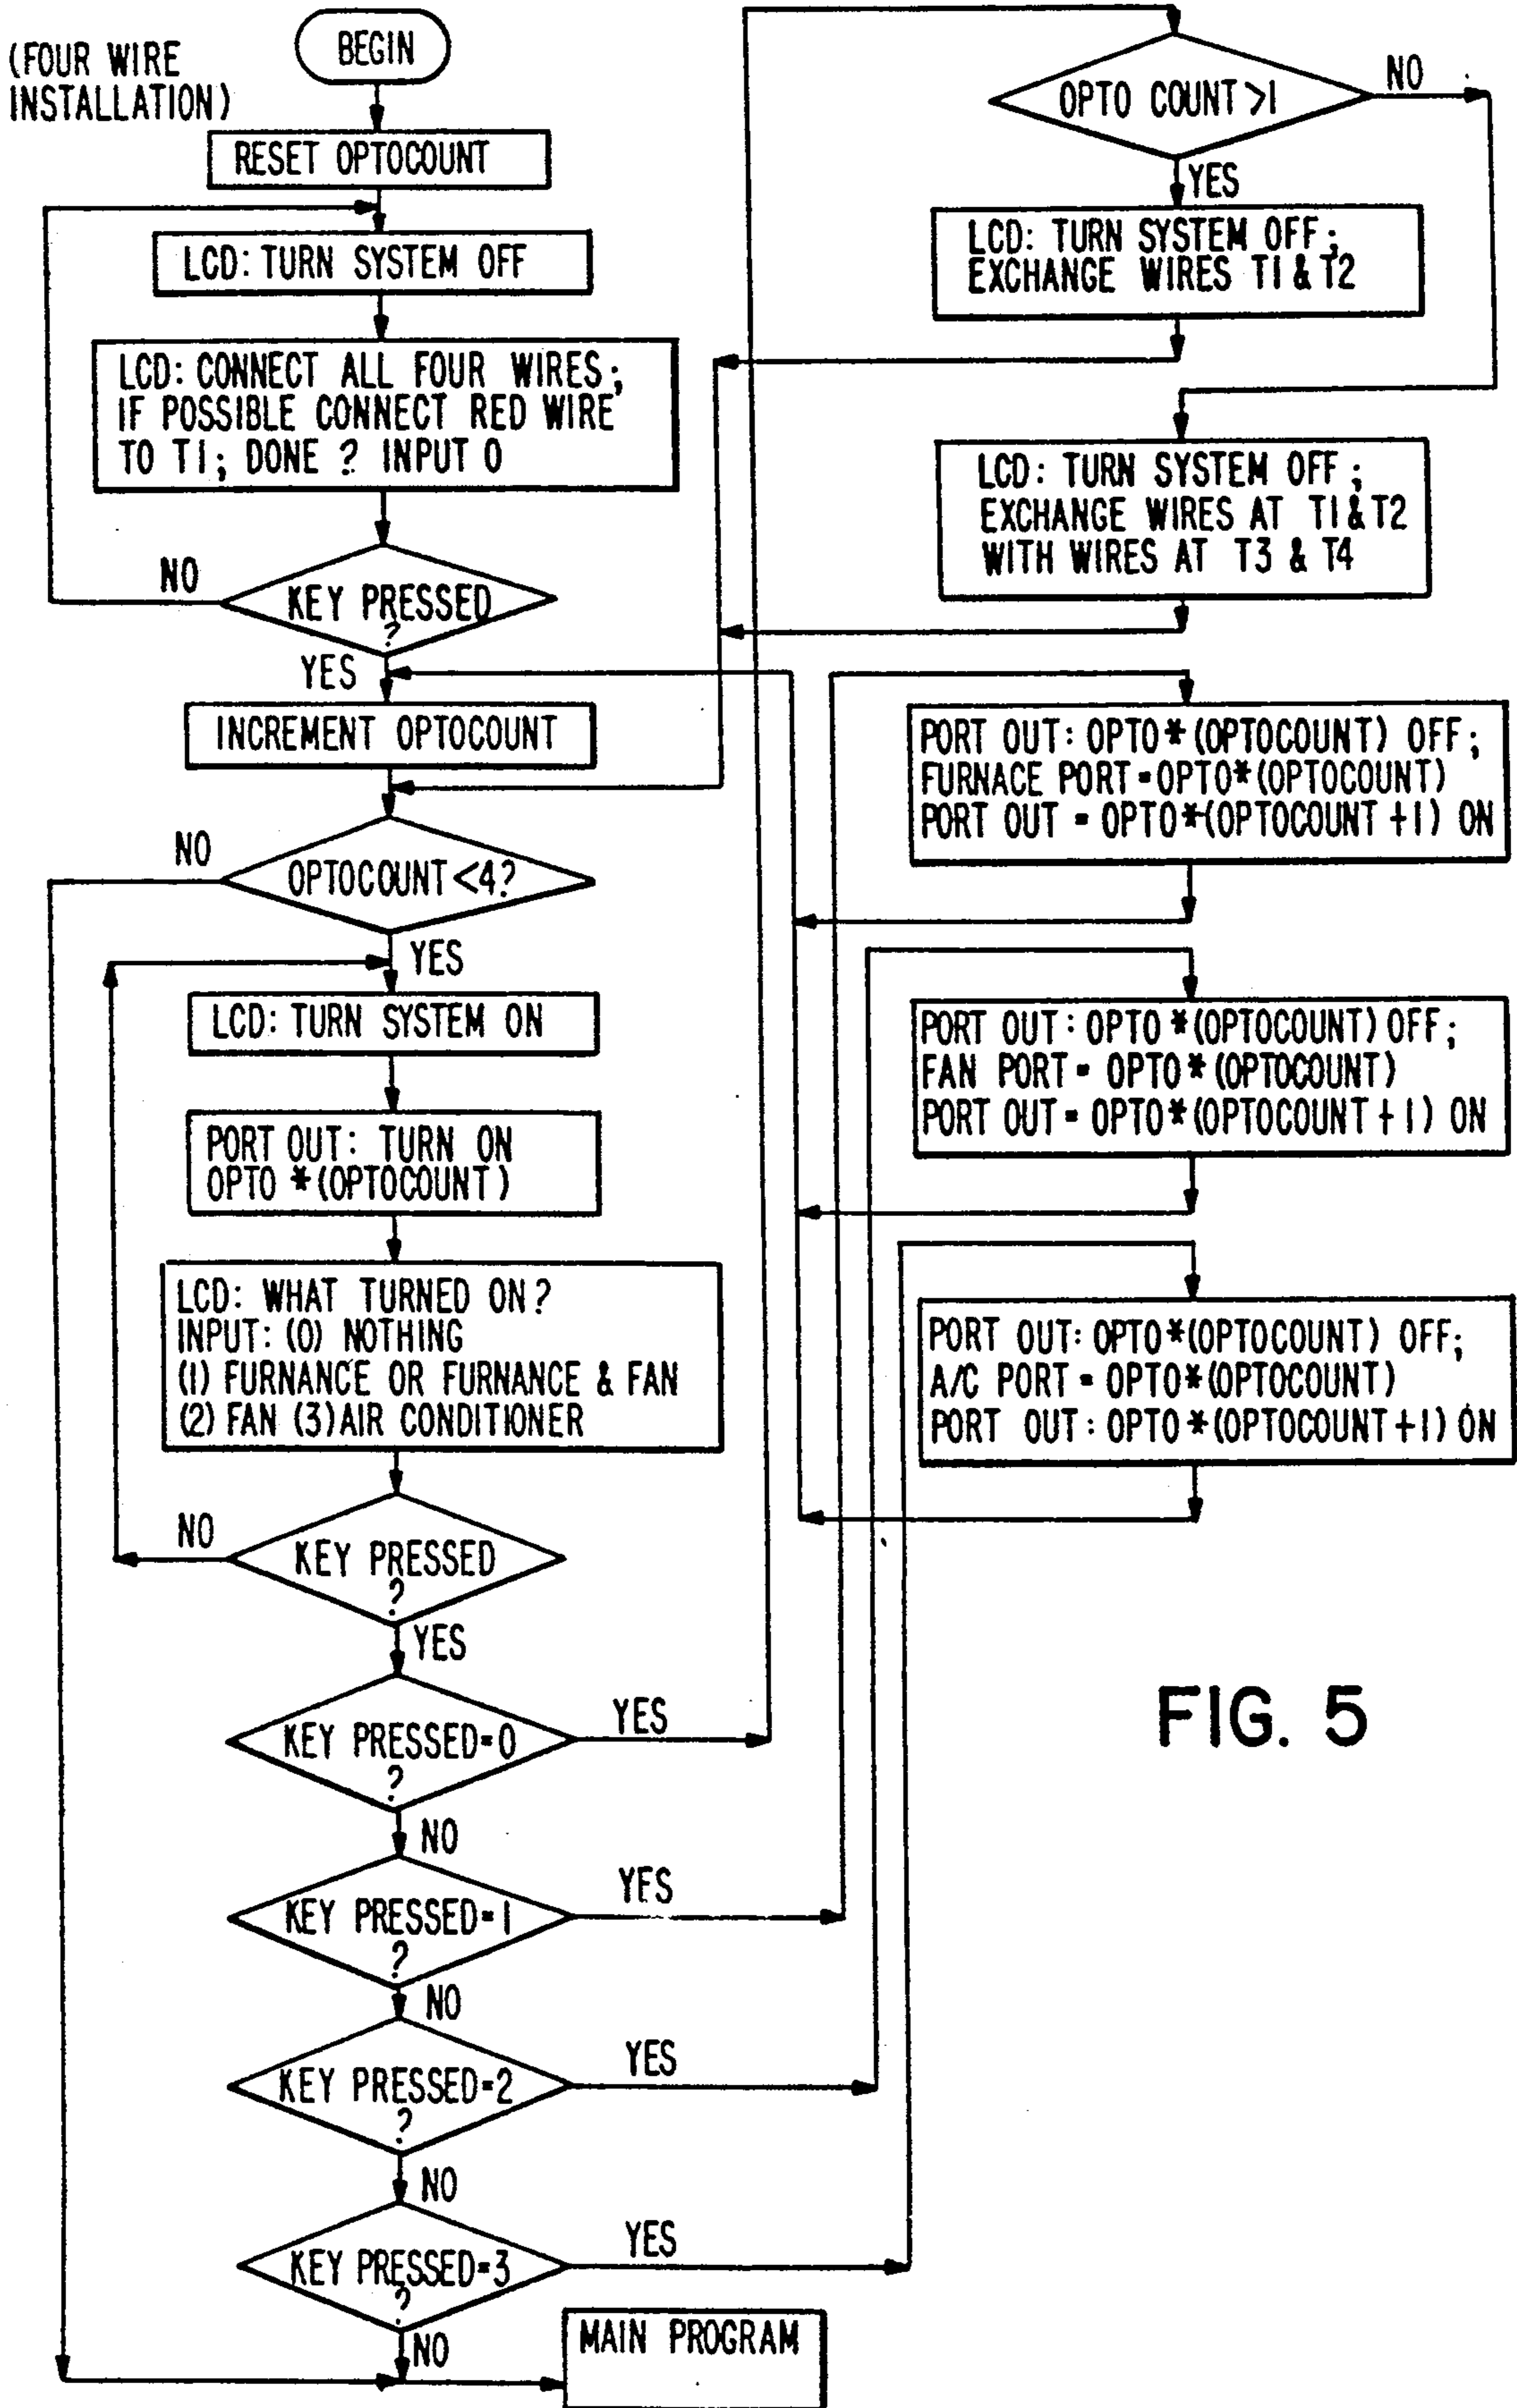 (FOUR WIRE
INSTALLATION)
BEGIN
RESET OPTOCOUNT
LCD: TURN SYSTEM OFF
LCD: CONNECT ALL FOUR WIRES;
IF POSSIBLE CONNECT RED WIRE
TO T1; DONE ? INPUT 0
NO
KEY PRESSED
?
YES
INCREMENT OPTOCOUNT
NO
OPTOCOUNT <4?
YES
LCD: TURN SYSTEM ON
PORT OUT: TURN ON
OPTO *(OPTOCOUNT)
LCD: WHAT TURNED ON?
INPUT: (0) NOTHING
(1) FURNANCE OR FURNANCE & FAN
(2) FAN (3) AIR CONDITIONER
NO
KEY PRESSED
?
YES
KEY PRESSED=0
?
YES
NO
KEY PRESSED=1
?
YES
NO
KEY PRESSED=2
?
YES
NO
KEY PRESSED=3
?
YES
NO
MAIN PROGRAM
OPTO COUNT >1
NO
YES
LCD: TURN SYSTEM OFF;
EXCHANGE WIRES T1 & T2
LCD: TURN SYSTEM OFF;
EXCHANGE WIRES AT T1 & T2
WITH WIRES AT T3 & T4
PORT OUT: OPTO*(OPTOCOUNT) OFF;
FURNACE PORT=OPTO*(OPTOCOUNT)
PORT OUT = OPTO*(OPTOCOUNT +1) ON
PORT OUT: OPTO *(OPTOCOUNT) OFF;
FAN PORT= OPTO *(OPTOCOUNT)
PORT OUT= OPTO*(OPTOCOUNT +1) ON
PORT OUT: OPTO*(OPTOCOUNT) OFF;
A/C PORT = OPTO*(OPTOCOUNT)
PORT OUT: OPTO*(OPTOCOUNT+1) ON
FIG. 5